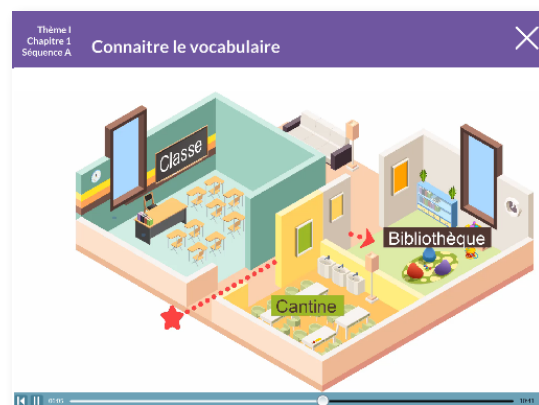 Thème I
Chapitre 1
Séquence A
Connaitre le vocabulaire
Classe
Bibliothèque
Cantine